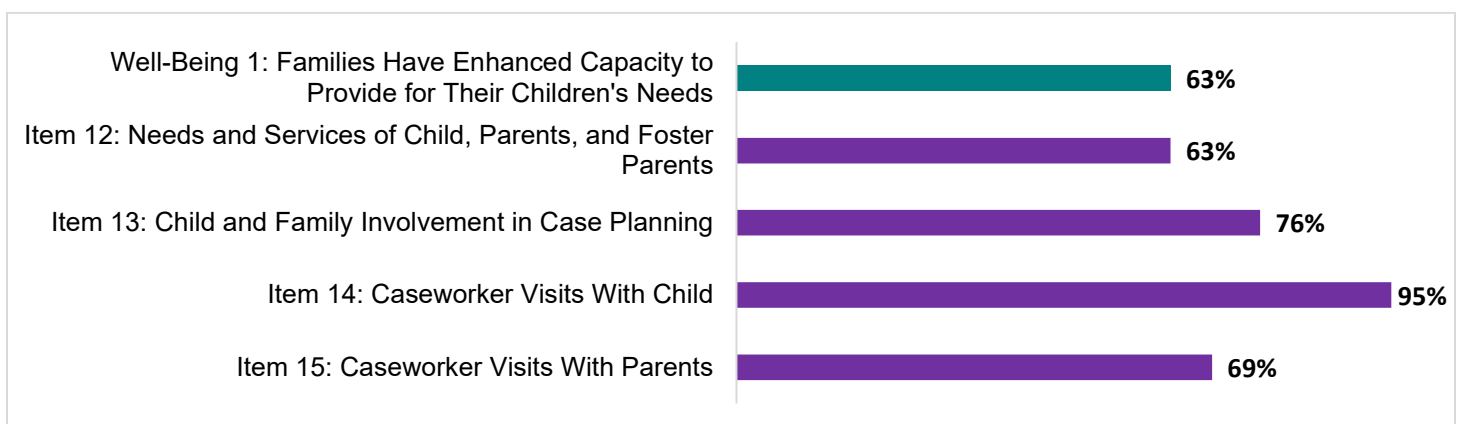 Well-Being 1: Families Have Enhanced Capacity to
Provide for Their Children's Needs
63%
Item 12: Needs and Services of Child, Parents, and Foster
Parents
63%
Item 13: Child and Family Involvement in Case Planning
76%
Item 14: Caseworker Visits With Child
95%
Item 15: Caseworker Visits With Parents
69%